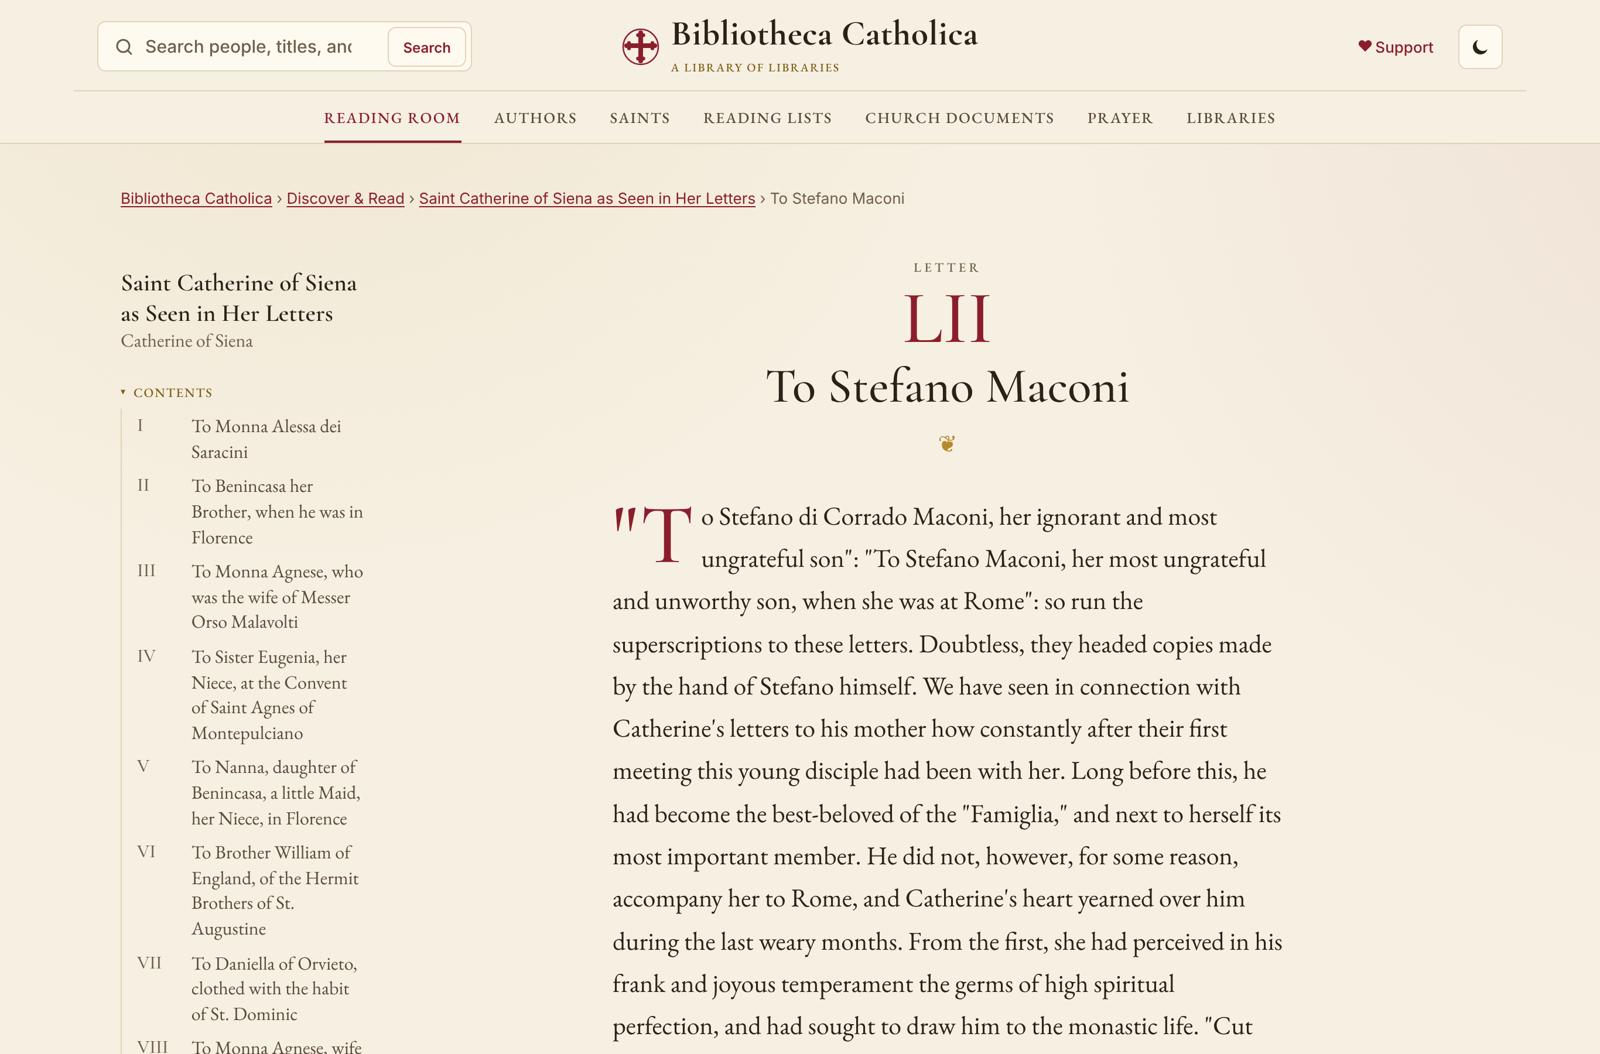 Search people, titles, and
Search
Bibliotheca Catholica
A LIBRARY OF LIBRARIES
Support
READING ROOM
AUTHORS
SAINTS
READING LISTS
CHURCH DOCUMENTS
PRAYER
LIBRARIES
Bibliotheca Catholica › Discover & Read › Saint Catherine of Siena as Seen in Her Letters › To Stefano Maconi
Saint Catherine of Siena
as Seen in Her Letters
Catherine of Siena
CONTENTS
I To Monna Alessa dei
Saracini
II To Benincasa her
Brother, when he was in
Florence
III To Monna Agnese, who
was the wife of Messer
Orso Malavolti
IV To Sister Eugenia, her
Niece, at the Convent
of Saint Agnes of
Montepulciano
V To Nanna, daughter of
Benincasa, a little Maid,
her Niece, in Florence
VI To Brother William of
England, of the Hermit
Brothers of St.
Augustine
VII To Daniella of Orvieto,
clothed with the habit
of St. Dominic
VIII To Monna Agnese, wife
LETTER
LII
To Stefano Maconi
"To Stefano di Corrado Maconi, her ignorant and most
ungrateful son": "To Stefano Maconi, her most ungrateful
and unworthy son, when she was at Rome": so run the
superscriptions to these letters. Doubtless, they headed copies made
by the hand of Stefano himself. We have seen in connection with
Catherine's letters to his mother how constantly after their first
meeting this young disciple had been with her. Long before this, he
had become the best-beloved of the "Famiglia," and next to herself its
most important member. He did not, however, for some reason,
accompany her to Rome, and Catherine's heart yearned over him
during the last weary months. From the first, she had perceived in his
frank and joyous temperament the germs of high spiritual
perfection, and had sought to draw him to the monastic life. "Cut